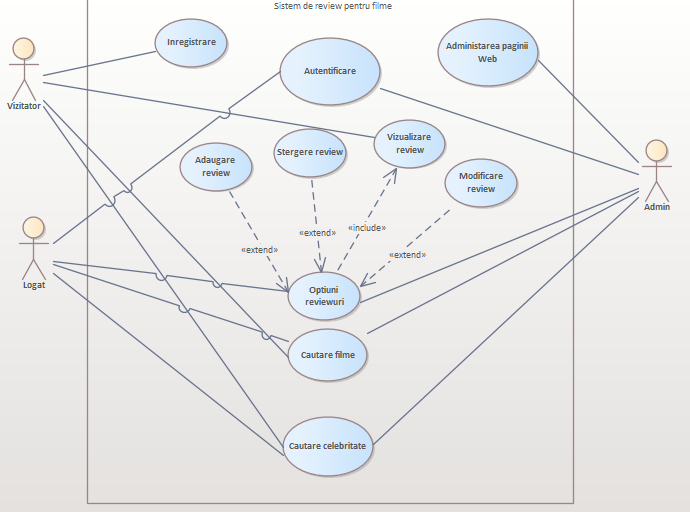 Sistem de review pentru filme
Inregistrare
Administarea paginii
Web
Autentificare
Vizitator
Vizualizare
review
Stergere review
Adaugare
review
Modificare
review
Admin
«include»
«extend»
«extend»
«extend»
Logat
Optiuni
reviewuri
Cautare filme
Cautare celebritate